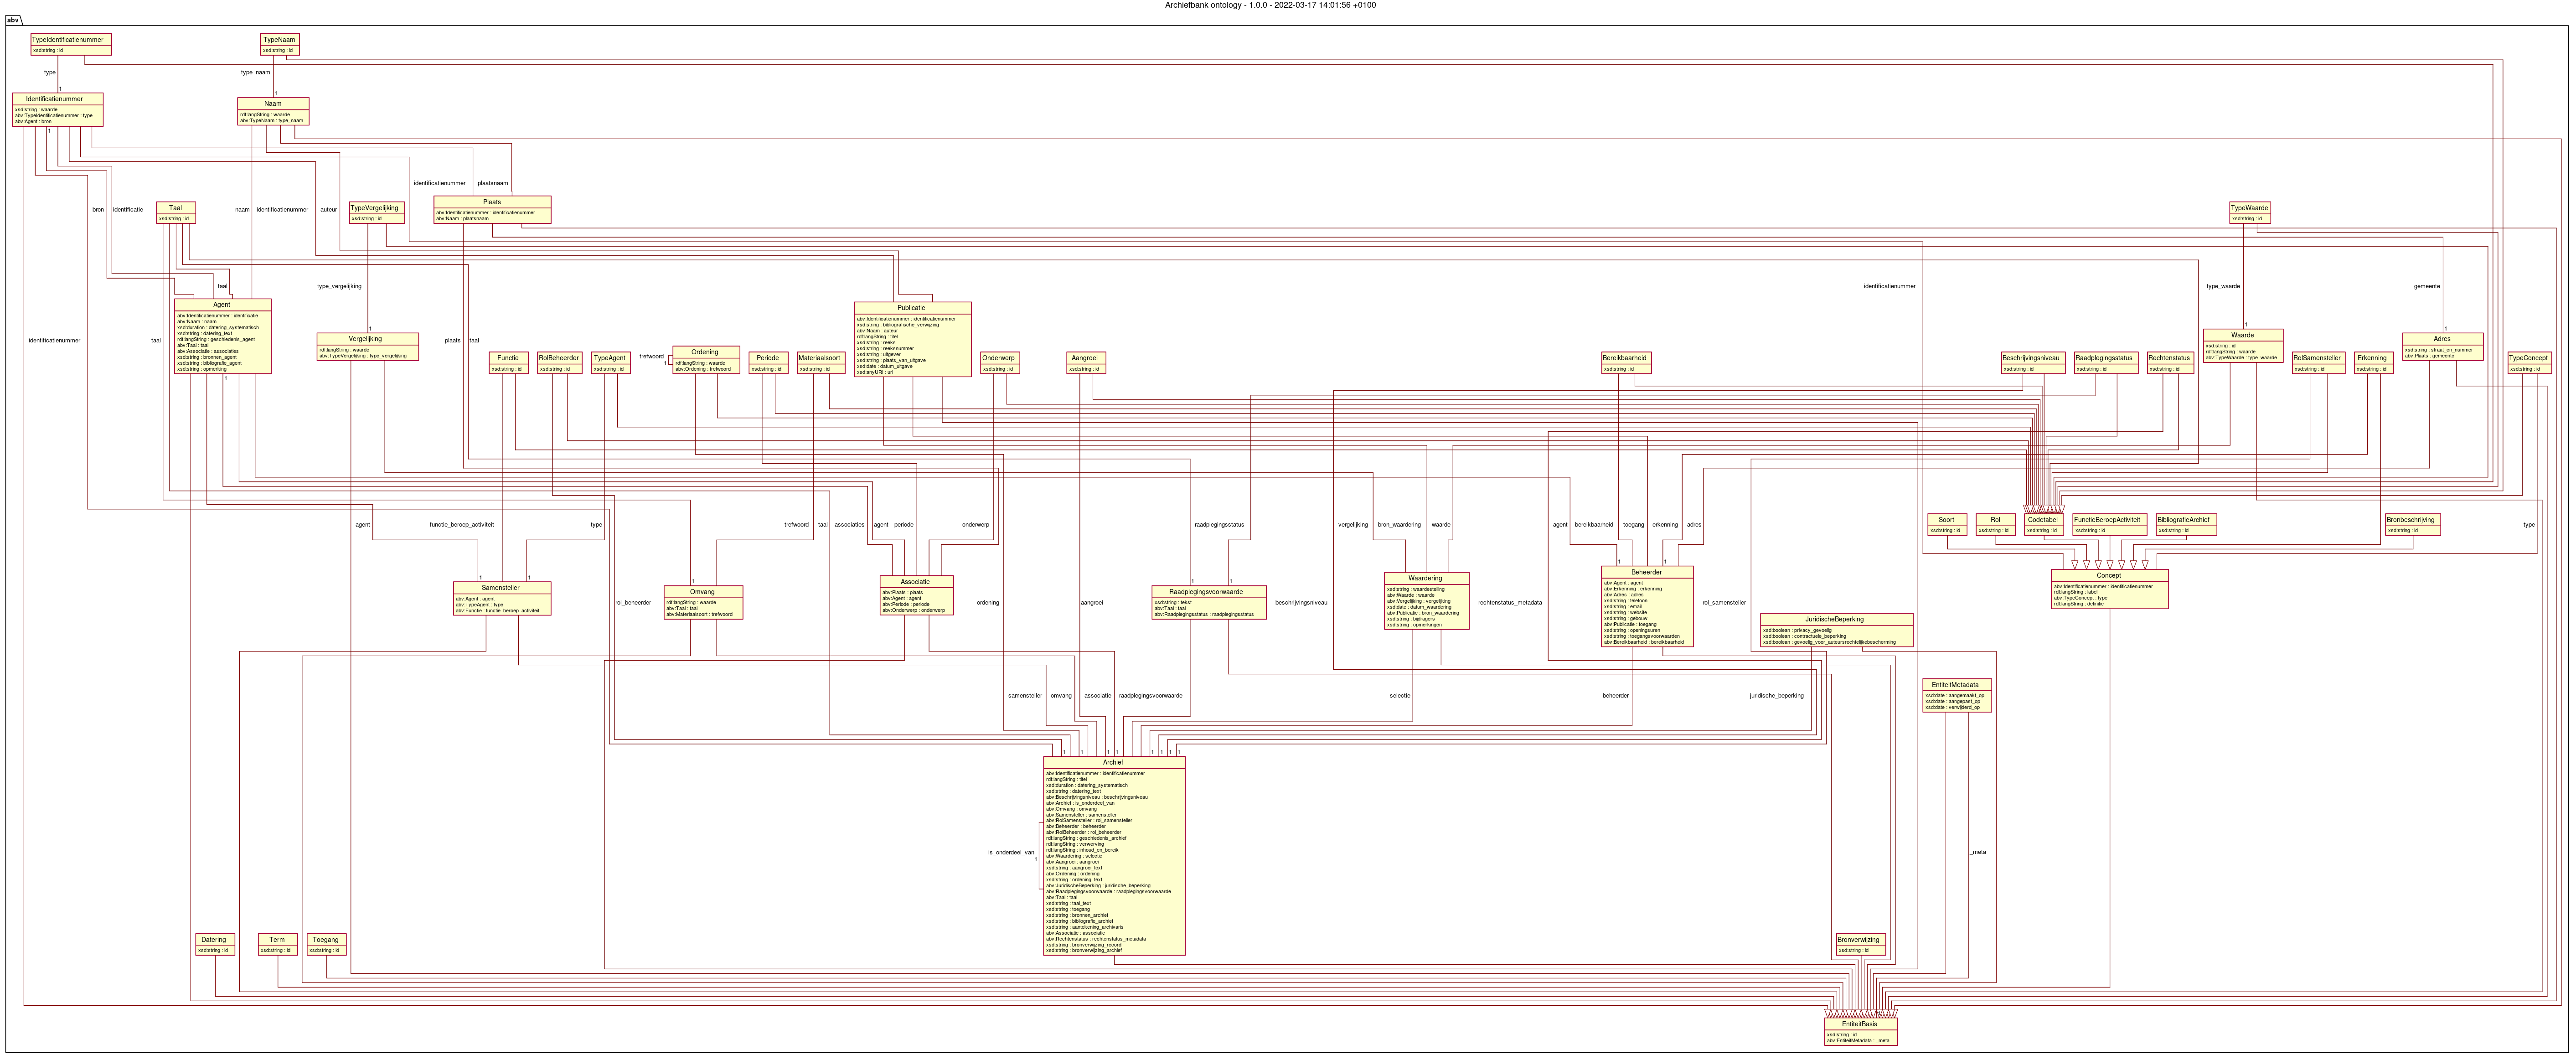 Archiefbank ontology - 1.0.0 - 2022-03-17 14:01:56 +0100
abv
TypeIdentificatienummer
xsd:string : id
TypeNaam
xsd:string : id
type
type_naam
1
1
Identificatienummer
xsd:string : waarde
abv:TypeIdentificatienummer : type
abv:Agent : bron
1
Naam
rdf:langString : waarde
abv:TypeNaam : type_naam
identificatienummer
plaatsnaam
bron
identificatie
Taal
xsd:string : id
naam
identificatienummer
auteur
TypeVergelijking
xsd:string : id
Plaats
abv:Identificatienummer : identificatienummer
abv:Naam : plaatsnaam
TypeWaarde
xsd:string : id
taal
type_vergelijking
identificatienummer
type_waarde
gemeente
Agent
abv:Identificatienummer : identificatie
abv:Naam : naam
xsd:duration : datering_systematisch
xsd:string : datering_text
rdf:langString : geschiedenis_agent
abv:Taal : taal
abv:Associatie : associaties
xsd:string : bronnen_agent
xsd:string : bibliografie_agent
xsd:string : opmerking
1
1
Vergelijking
rdf:langString : waarde
abv:TypeVergelijking : type_vergelijking
Publicatie
abv:Identificatienummer : identificatienummer
xsd:string : bibliografische_verwijzing
abv:Naam : auteur
rdf:langString : titel
xsd:string : reeks
xsd:string : reeksnummer
xsd:string : uitgever
xsd:string : plaats_van_uitgave
xsd:date : datum_uitgave
xsd:anyURI : url
1
Waarde
xsd:string : id
rdf:langString : waarde
abv:TypeWaarde : type_waarde
1
Adres
xsd:string : straat_en_nummer
abv:Plaats : gemeente
identificatienummer
taal
plaats
taal
Functie
xsd:string : id
RolBeheerder
xsd:string : id
TypeAgent
xsd:string : id
trefwoord
1
Ordening
rdf:langString : waarde
abv:Ordening : trefwoord
Periode
xsd:string : id
Materiaalsoort
xsd:string : id
Onderwerp
xsd:string : id
Aangroei
xsd:string : id
Bereikbaarheid
xsd:string : id
Beschrijvingsniveau
xsd:string : id
Raadplegingsstatus
xsd:string : id
Rechtenstatus
xsd:string : id
RolSamensteller
xsd:string : id
Erkenning
xsd:string : id
TypeConcept
xsd:string : id
agent
functie_beroep_activiteit
type
trefwoord
taal
associaties
agent
periode
onderwerp
raadplegingsstatus
vergelijking
bron_waardering
waarde
agent
bereikbaarheid
toegang
erkenning
adres
Soort
xsd:string : id
Rol
xsd:string : id
Codetabel
xsd:string : id
FunctieBeroepActiviteit
xsd:string : id
BibliografieArchief
xsd:string : id
Bronbeschrijving
xsd:string : id
type
1
1
Samensteller
abv:Agent : agent
abv:TypeAgent : type
abv:Functie : functie_beroep_activiteit
1
Omvang
rdf:langString : waarde
abv:Taal : taal
abv:Materiaalsoort : trefwoord
Associatie
abv:Plaats : plaats
abv:Agent : agent
abv:Periode : periode
abv:Onderwerp : onderwerp
1
1
Raadplegingsvoorwaarde
xsd:string : tekst
abv:Taal : taal
abv:Raadplegingsstatus : raadplegingsstatus
Waardering
xsd:string : waardestelling
abv:Waarde : waarde
abv:Vergelijking : vergelijking
xsd:date : datum_waardering
abv:Publicatie : bron_waardering
xsd:string : bijdragers
xsd:string : opmerkingen
1
1
Beheerder
abv:Agent : agent
abv:Erkenning : erkenning
abv:Adres : adres
xsd:string : telefoon
xsd:string : email
xsd:string : website
xsd:string : gebouw
abv:Publicatie : toegang
xsd:string : openingsuren
xsd:string : toegangsvoorwaarden
abv:Bereikbaarheid : bereikbaarheid
Concept
abv:Identificatienummer : identificatienummer
rdf:langString : label
abv:TypeConcept : type
rdf:langString : definitie
rol_beheerder
ordening
aangroei
beschrijvingsniveau
rechtenstatus_metadata
rol_samensteller
JuridischeBeperking
xsd:boolean : privacy_gevoelig
xsd:boolean : contractuele_beperking
xsd:boolean : gevoelig_voor_auteursrechtelijkebescherming
samensteller
omvang
associatie
raadplegingsvoorwaarde
selectie
beheerder
juridische_beperking
EntiteitMetadata
xsd:date : aangemaakt_op
xsd:date : aangepast_op
xsd:date : verwijderd_op
1
1
1
1
1
1
1
1
Archief
abv:Identificatienummer : identificatienummer
rdf:langString : titel
xsd:duration : datering_systematisch
xsd:string : datering_text
abv:Beschrijvingsniveau : beschrijvingsniveau
abv:Archief : is_onderdeel_van
abv:Omvang : omvang
abv:Samensteller : samensteller
abv:RolSamensteller : rol_samensteller
abv:Beheerder : beheerder
abv:RolBeheerder : rol_beheerder
rdf:langString : geschiedenis_archief
rdf:langString : verwerving
rdf:langString : inhoud_en_bereik
abv:Waardering : selectie
abv:Aangroei : aangroei
xsd:string : aangroei_text
abv:Ordening : ordening
xsd:string : ordening_text
abv:JuridischeBeperking : juridische_beperking
abv:Raadplegingsvoorwaarde : raadplegingsvoorwaarde
abv:Taal : taal
xsd:string : taal_text
xsd:string : toegang
xsd:string : bronnen_archief
xsd:string : bibliografie_archief
xsd:string : aantekening_archivaris
abv:Associatie : associatie
abv:Rechtenstatus : rechtenstatus_metadata
xsd:string : bronverwijzing_record
xsd:string : bronverwijzing_archief
is_onderdeel_van
1
_meta
Datering
xsd:string : id
Term
xsd:string : id
Toegang
xsd:string : id
Bronverwijzing
xsd:string : id
EntiteitBasis
xsd:string : id
abv:EntiteitMetadata : _meta